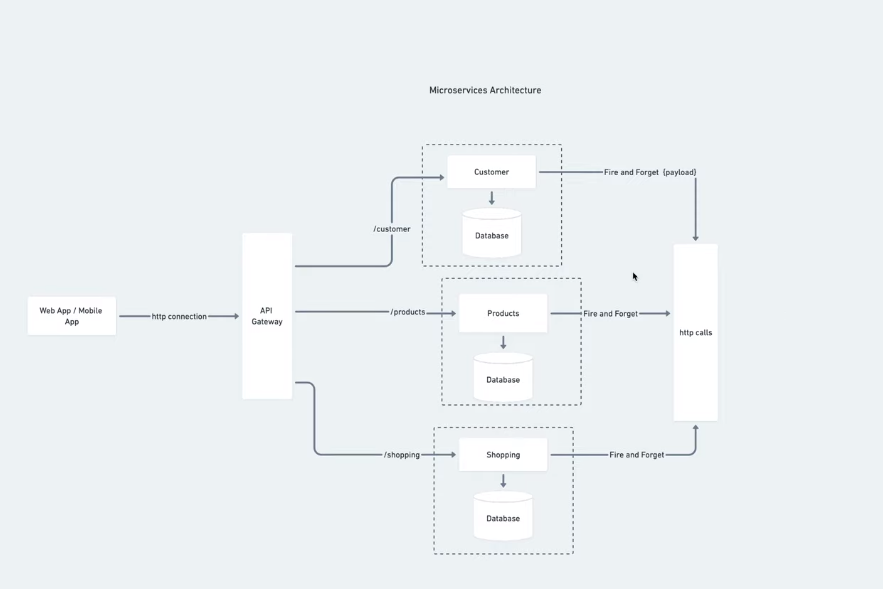 Microservices Architecture
Customer
Fire and Forget (payload)
/customer
Database
Web App / Mobile
App
http connection
API
Gateway
/products
Products
Fire and Forget
http calls
Database
/shopping
Shopping
Fire and Forget
Database